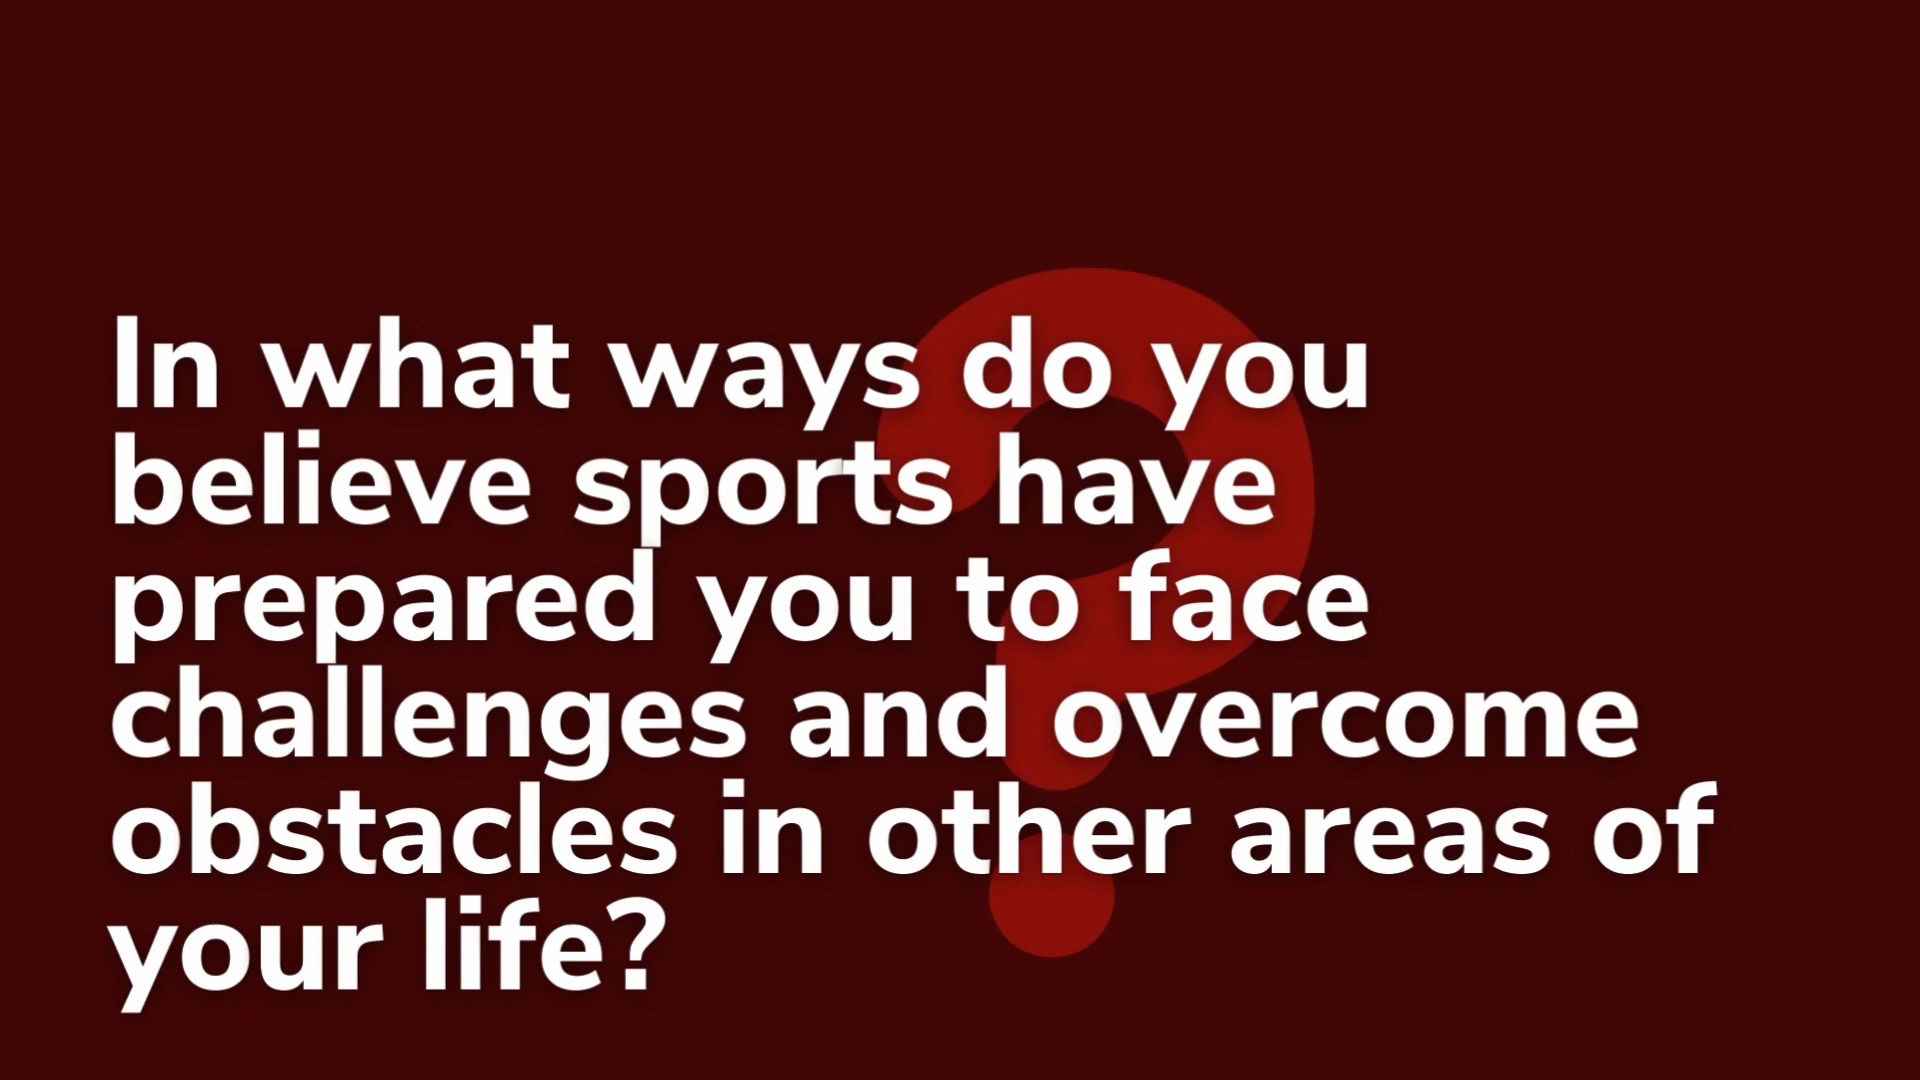 In what ways do you
believe sports have
prepared you to face
challenges and overcome
obstacles in other areas of
your life?